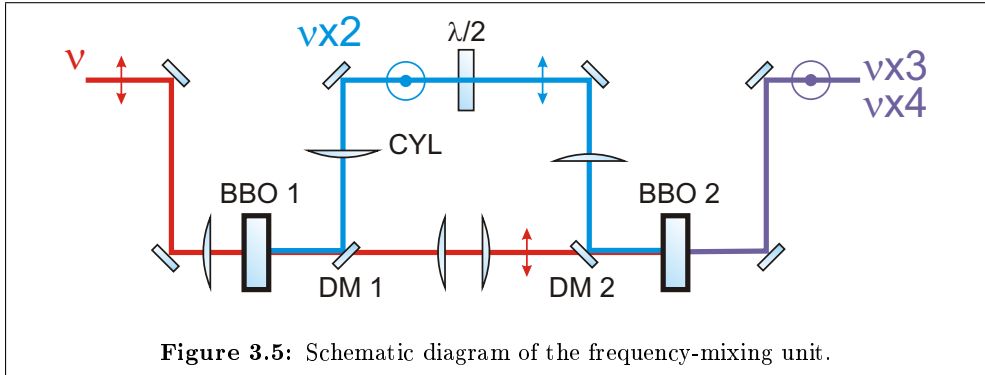 ν
νx2
λ/2
νx3
νx4
CYL
BBO 1
BBO 2
DM 1
DM 2
Figure 3.5: Schematic diagram of the frequency-mixing unit.